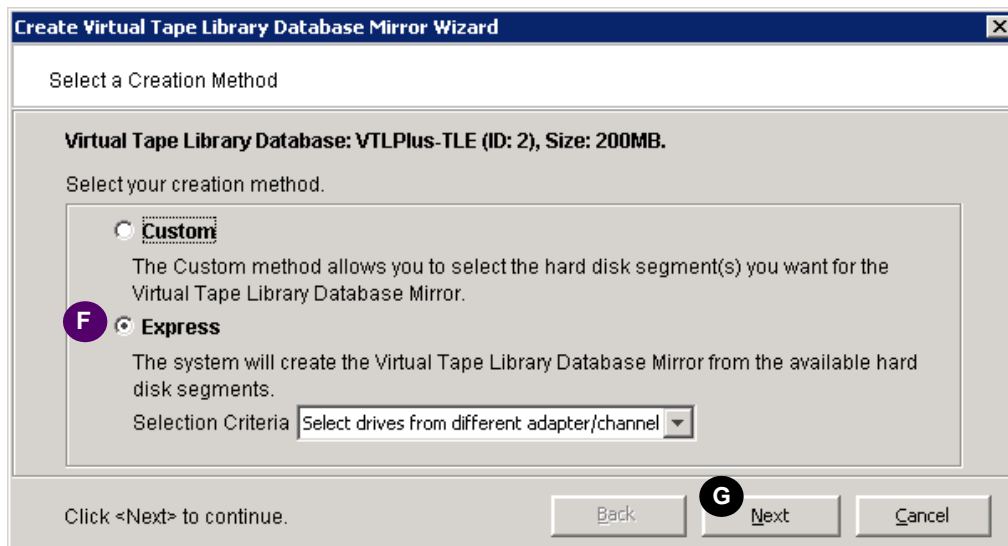 Create Virtual Tape Library Database Mirror Wizard
Select a Creation Method
Virtual Tape Library Database: VTLPlus-TLE (ID: 2), Size: 200MB.
Select your creation method.
Custom
The Custom method allows you to select the hard disk segment(s) you want for the
Virtual Tape Library Database Mirror.
F Express
The system will create the Virtual Tape Library Database Mirror from the available hard
disk segments.
Selection Criteria Select drives from different adapter/channel
Click <Next> to continue. Back G Next Cancel